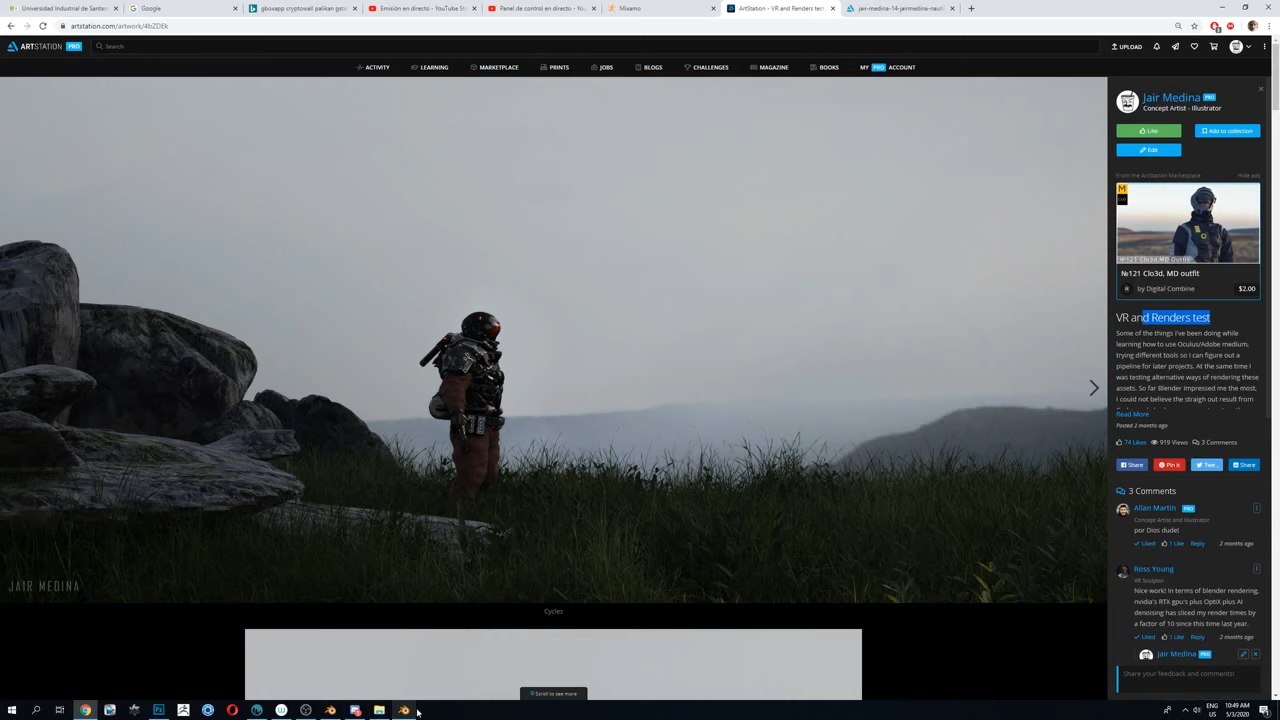 Universidad Industrial de Santan
Google
gboxapp cryptowall palikan gsta
Emisión en directo - YouTube Stu
Panel de control en directo - You
Mixamo
ArtStation - VR and Renders test
jair-medina-14-jairmedina-nauti
artstation.com/artwork/4bZDEk
ARTSTATION PRO
Search
UPLOAD
ACTIVITY
LEARNING
MARKETPLACE
PRINTS
JOBS
BLOGS
CHALLENGES
MAGAZINE
BOOKS
MY PRO ACCOUNT
Jair Medina PRO
Concept Artist - Illustrator
Like
Add to collection
Edit
From the ArtStation Marketplace
Hide ads
M
№121 Clo3d,MD Outfit
№121 Clo3d, MD outfit
by Digital Combine
$2.00
VR and Renders test
Some of the things I've been doing while
learning how to use Oculus/Adobe medium,
trying different tools so I can figure out a
pipeline for later projects. At the same time I
was testing alternative ways of rendering these
assets. So far Blender Impressed me the most,
I could not believe the straigh out result from
Read More
Posted 2 months ago
74 Likes
919 Views
3 Comments
Share
Pin it
Twe...
Share
3 Comments
Allan Martin PRO
Concept Artist and Illustrator
por Dios dude!
Liked
1 Like
Reply
2 months ago
Ross Young
VR Sculptor
Nice work! In terms of blender rendering,
nvidia's RTX gpu's plus OptiX plus AI
denoising has sliced my render times by
a factor of 10 since this time last year.
Liked
1 Like
Reply
2 months ago
Jair Medina PRO
Share your feedback and comments!
JAIR MEDINA
Cycles
Scroll to see more
ENG
US
10:49 AM
5/3/2020